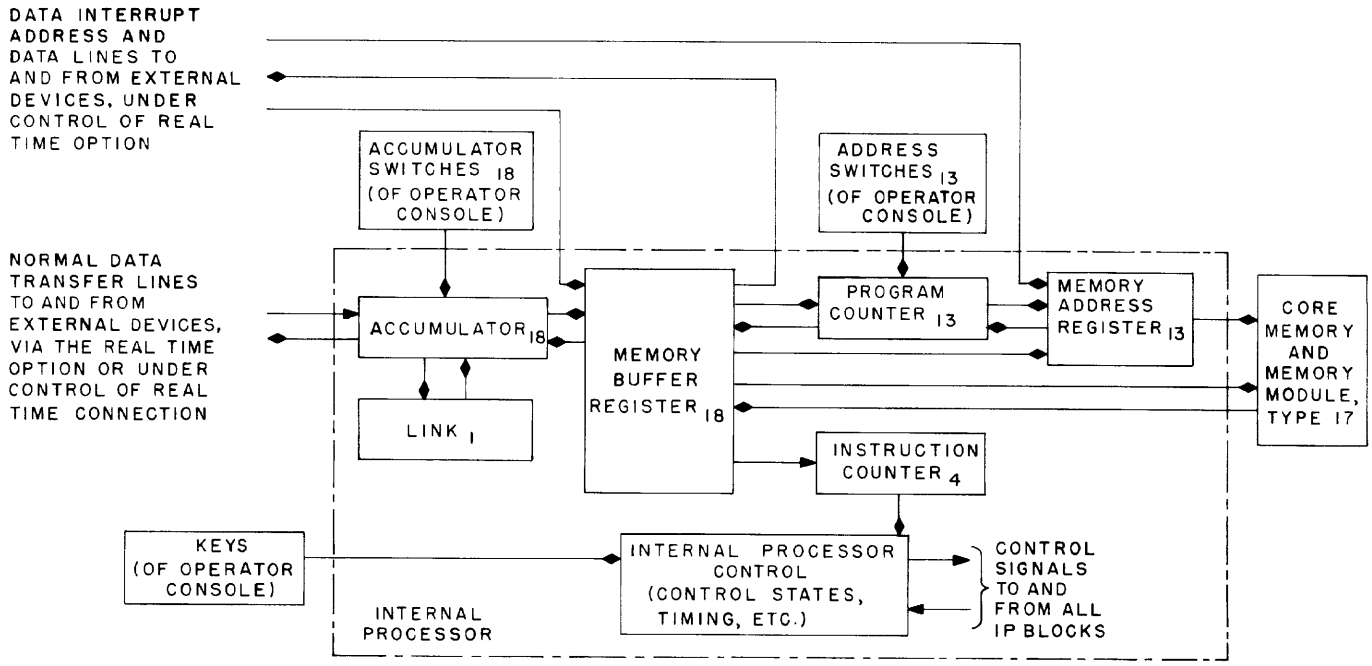 DATA INTERRUPT
ADDRESS AND
DATA LINES TO
AND FROM EXTERNAL
DEVICES, UNDER
CONTROL OF REAL
TIME OPTION
ACCUMULATOR
SWITCHES 18
(OF OPERATOR
CONSOLE)
ADDRESS
SWITCHES 13
(OF OPERATOR
CONSOLE)
NORMAL DATA
TRANSFER LINES
TO AND FROM
EXTERNAL DEVICES,
VIA THE REAL TIME
OPTION OR UNDER
CONTROL OF REAL
TIME CONNECTION
ACCUMULATOR 18
LINK 1
MEMORY
BUFFER
REGISTER 18
PROGRAM
COUNTER 13
MEMORY
ADDRESS
REGISTER 13
CORE
MEMORY
AND
MEMORY
MODULE,
TYPE 17
INSTRUCTION
COUNTER 4
KEYS
(OF OPERATOR
CONSOLE)
INTERNAL PROCESSOR
CONTROL
(CONTROL STATES,
TIMING, ETC.)
CONTROL
SIGNALS
TO AND
FROM ALL
IP BLOCKS
INTERNAL
PROCESSOR